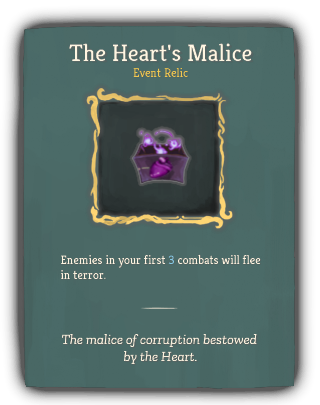 The Heart's Malice
Event Relic
Enemies in your first 3 combats will flee
in terror.
The malice of corruption bestowed
by the Heart.